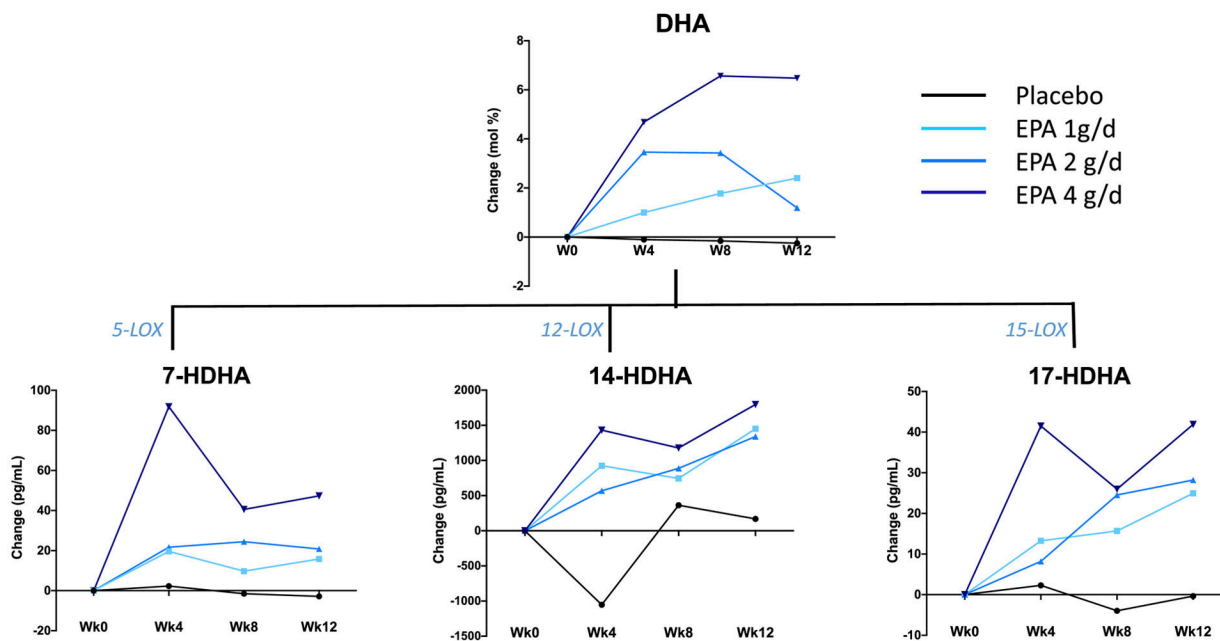 DHA
Change (mol %)
8
6
4
2
0
-2
W0
W4
W8
W12
Placebo
EPA 1g/d
EPA 2 g/d
EPA 4 g/d
5-LOX
12-LOX
15-LOX
7-HDHA
Change (pg/mL)
100
80
60
40
20
0
-20
Wk0
Wk4
Wk8
Wk12
14-HDHA
Change (pg/mL)
2000
1500
1000
500
0
-500
-1000
-1500
Wk0
Wk4
Wk8
Wk12
17-HDHA
Change (pg/mL)
50
40
30
20
10
0
-10
Wk0
Wk4
Wk8
Wk12